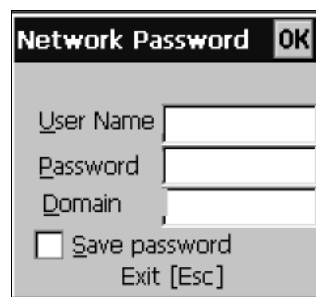 Network Password OK
User Name
Password
Domain
Save password
Exit [Esc]